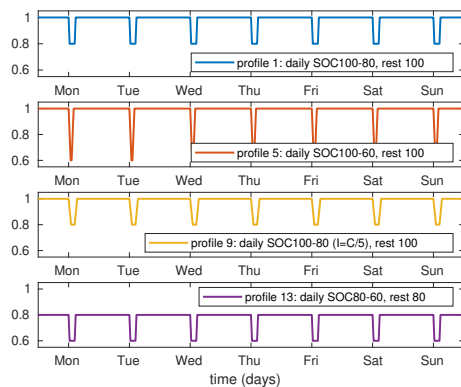 1
0.8
0.6
Mon Tue Wed Thu Fri Sat Sun
profile 1: daily SOC100-80, rest 100
1
0.8
0.6
Mon Tue Wed Thu Fri Sat Sun
profile 5: daily SOC100-60, rest 100
1
0.8
0.6
Mon Tue Wed Thu Fri Sat Sun
profile 9: daily SOC100-80 (I=C/5), rest 100
1
0.8
0.6
Mon Tue Wed Thu Fri Sat Sun
profile 13: daily SOC80-60, rest 80
time (days)